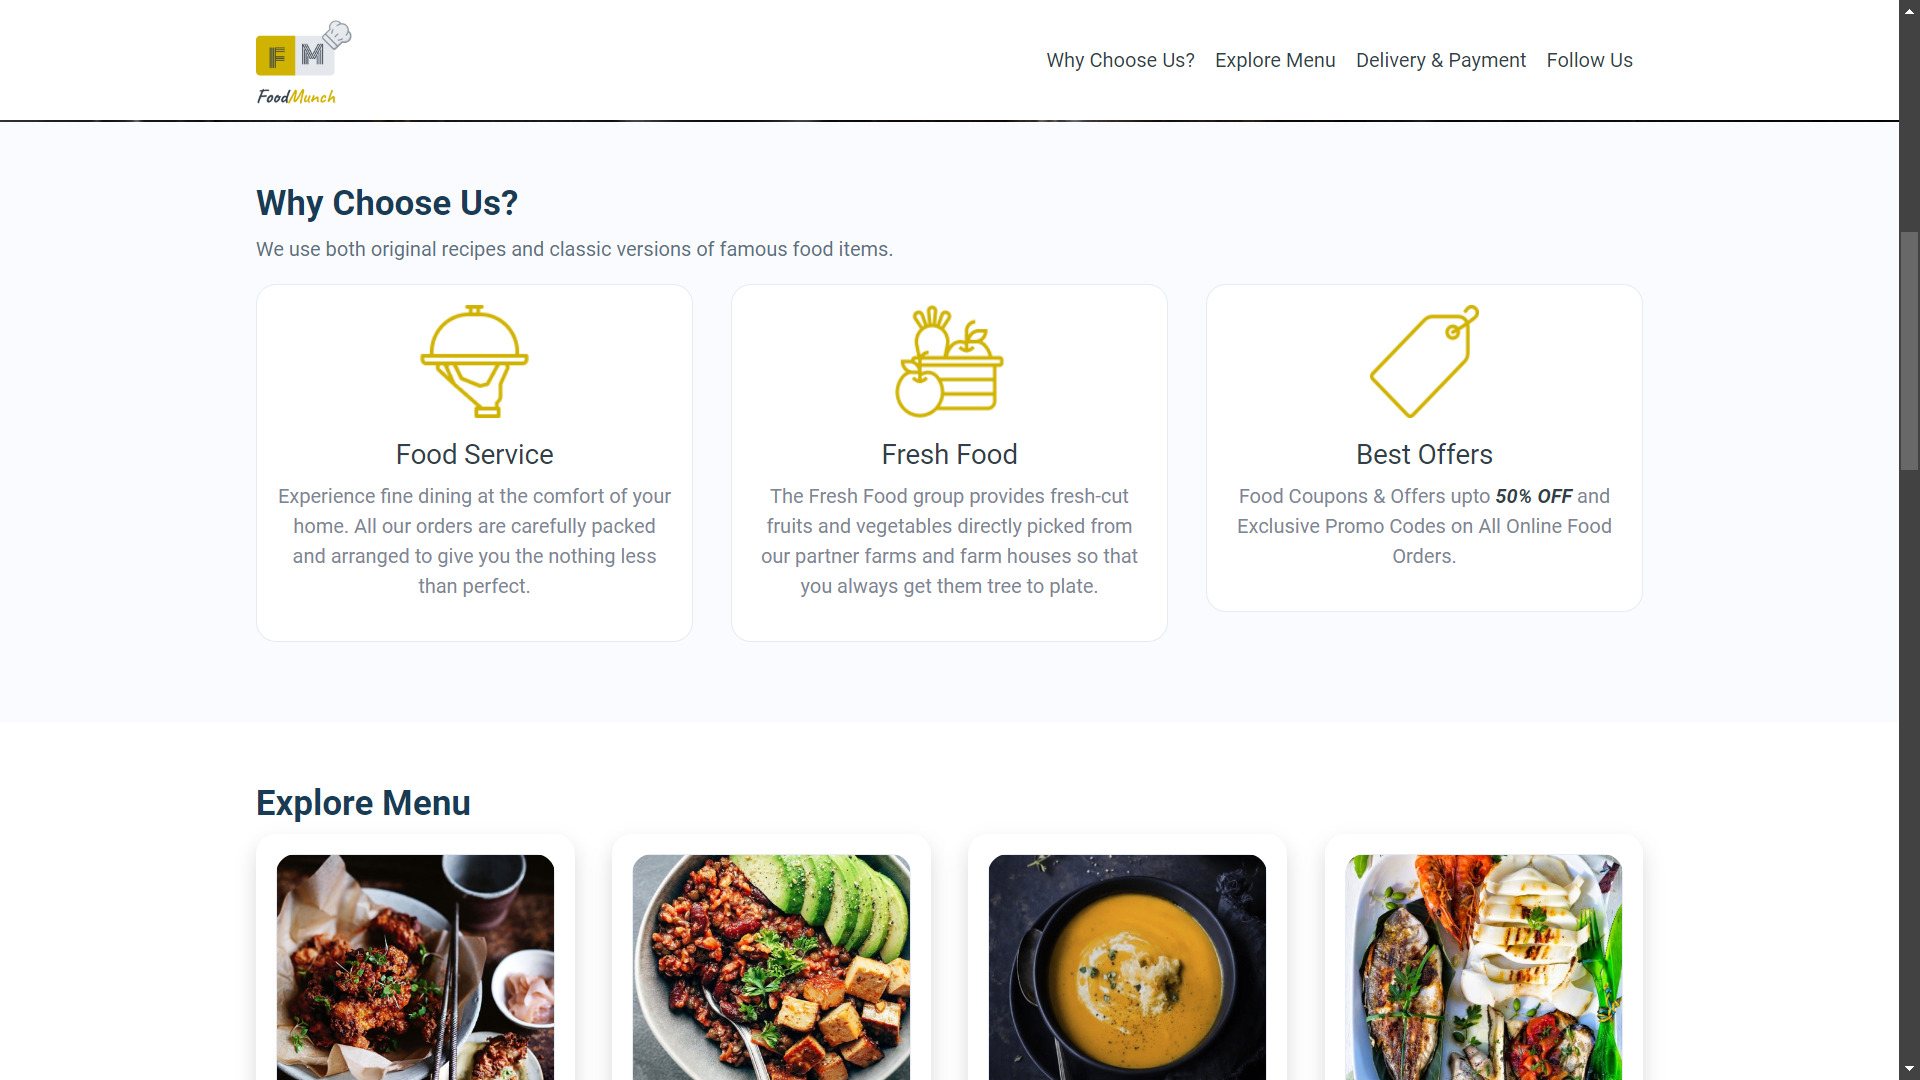 F M
FoodMunch
Why Choose Us? Explore Menu Delivery & Payment Follow Us
Why Choose Us?
We use both original recipes and classic versions of famous food items.
Food Service
Experience fine dining at the comfort of your
home. All our orders are carefully packed
and arranged to give you the nothing less
than perfect.
Fresh Food
The Fresh Food group provides fresh-cut
fruits and vegetables directly picked from
our partner farms and farm houses so that
you always get them tree to plate.
Best Offers
Food Coupons & Offers upto 50% OFF and
Exclusive Promo Codes on All Online Food
Orders.
Explore Menu